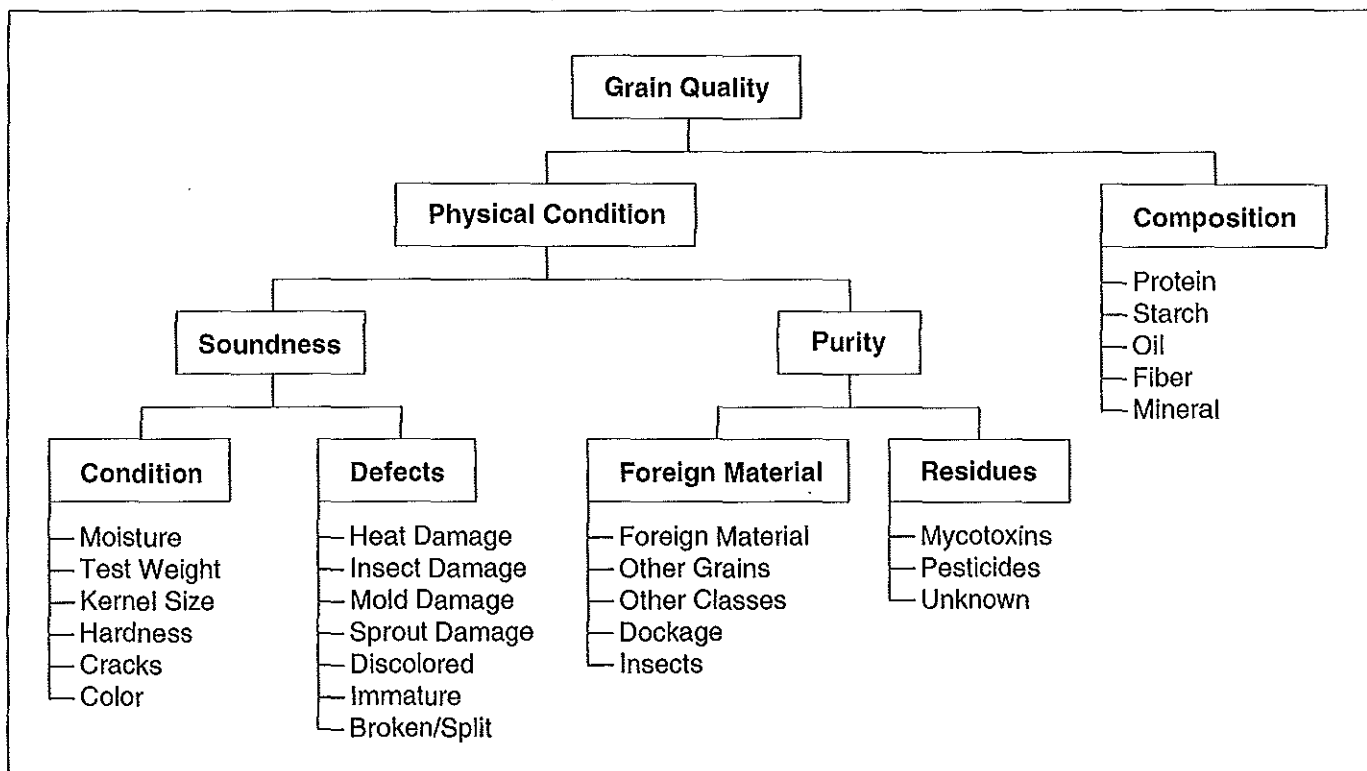 Grain Quality
Physical Condition
Composition
Protein
Starch
Oil
Fiber
Mineral
Soundness
Purity
Condition
Moisture
Test Weight
Kernel Size
Hardness
Cracks
Color
Defects
Heat Damage
Insect Damage
Mold Damage
Sprout Damage
Discolored
Immature
Broken/Split
Foreign Material
Foreign Material
Other Grains
Other Classes
Dockage
Insects
Residues
Mycotoxins
Pesticides
Unknown